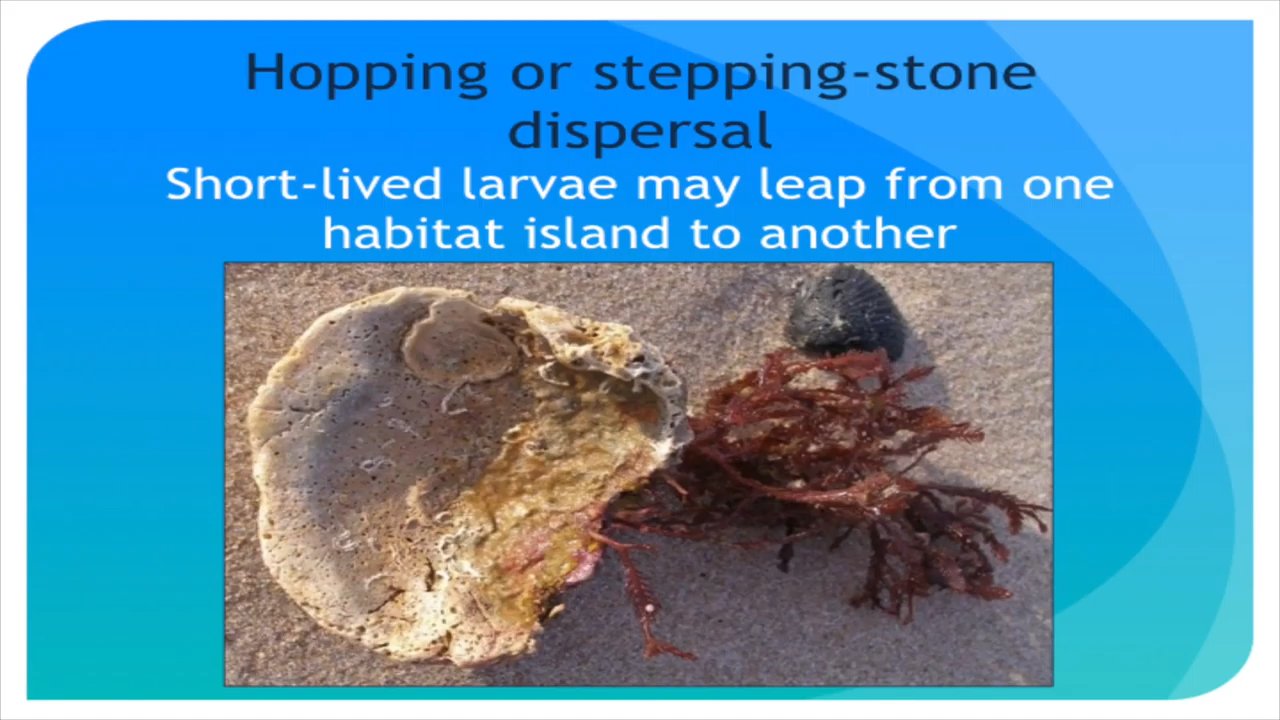 Hopping or stepping-stone
dispersal
Short-lived larvae may leap from one
habitat island to another